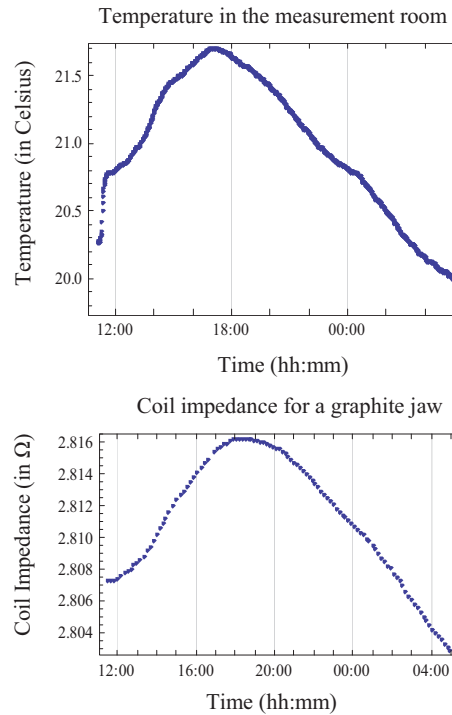 Temperature in the measurement room
Temperature (in Celsius)
21.5
21.0
20.5
20.0
12:00 18:00 00:00
Time (hh:mm)
Coil impedance for a graphite jaw
Coil Impedance (in Ω)
2.816
2.814
2.812
2.810
2.808
2.806
2.804
12:00 16:00 20:00 00:00 04:00
Time (hh:mm)